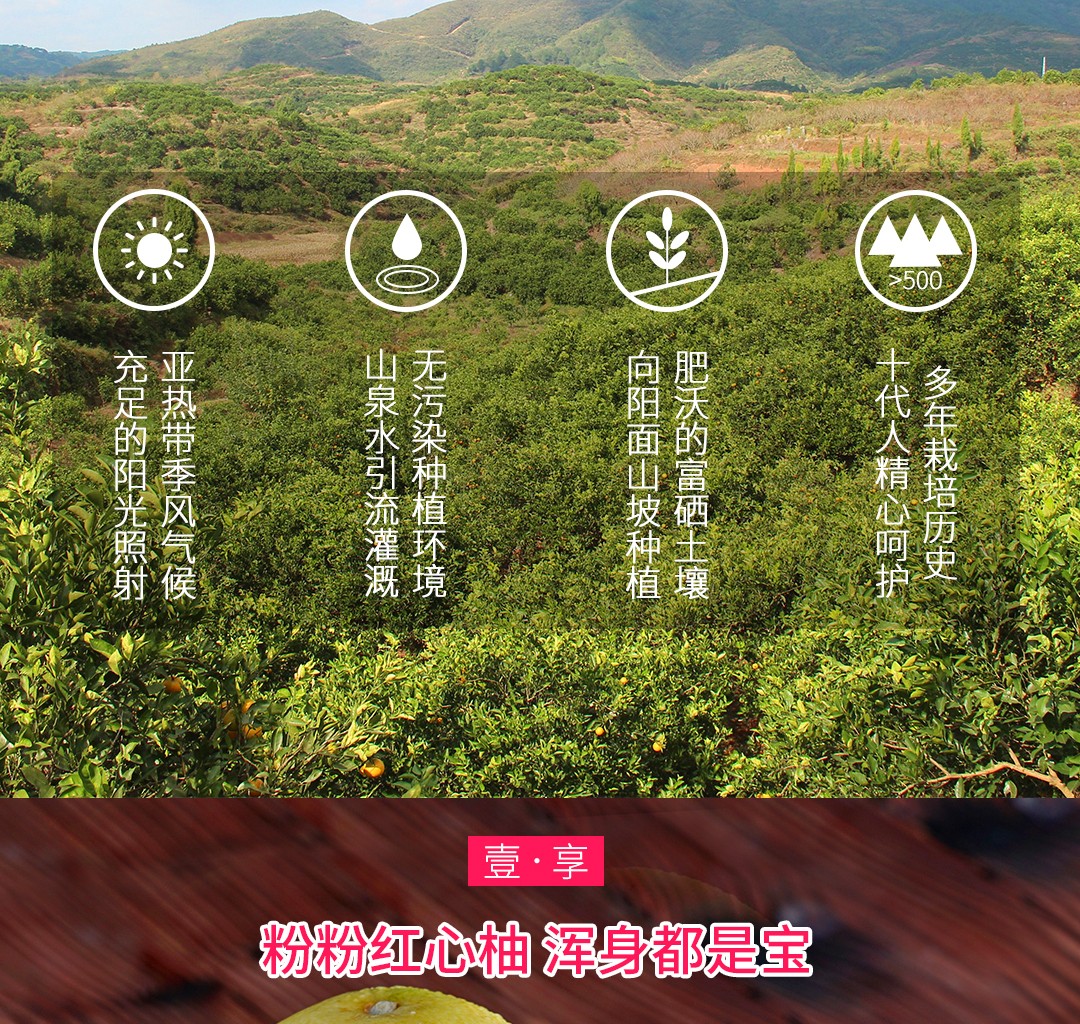 >500
亚热带季风气候
充足的阳光照射
无污染种植环境
山泉水引流灌溉
肥沃的富硒土壤
向阳面山坡种植
多年栽培历史
十代人精心呵护
壹·享
粉粉红心柚 浑身都是宝